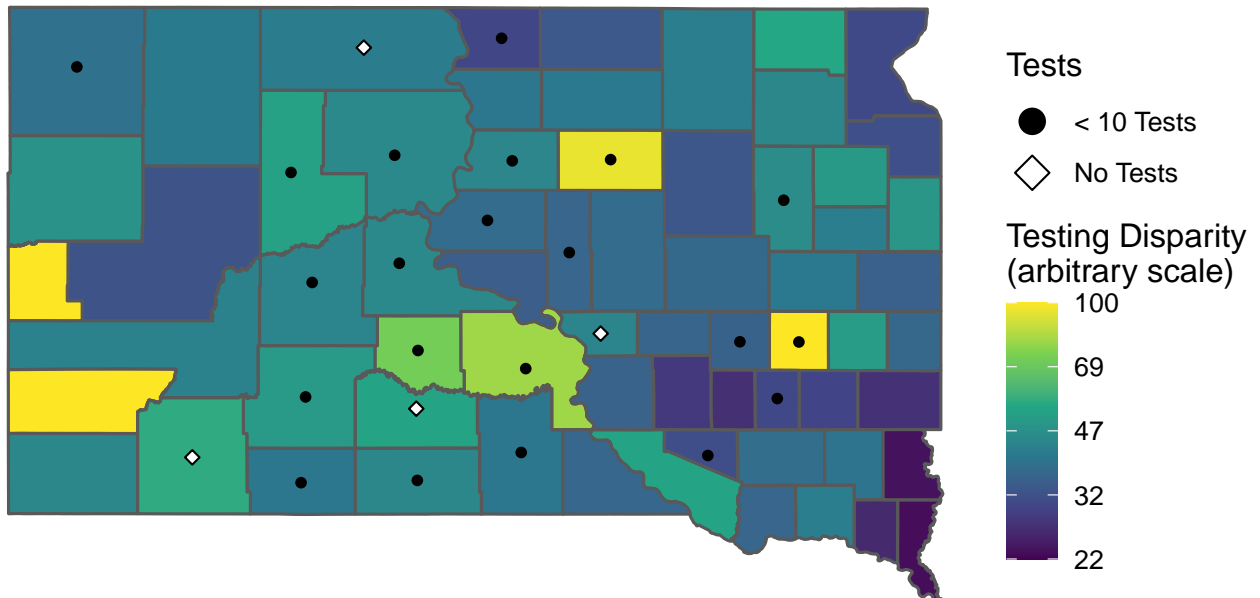 Tests
< 10 Tests
No Tests
Testing Disparity
(arbitrary scale)
100
69
47
32
22